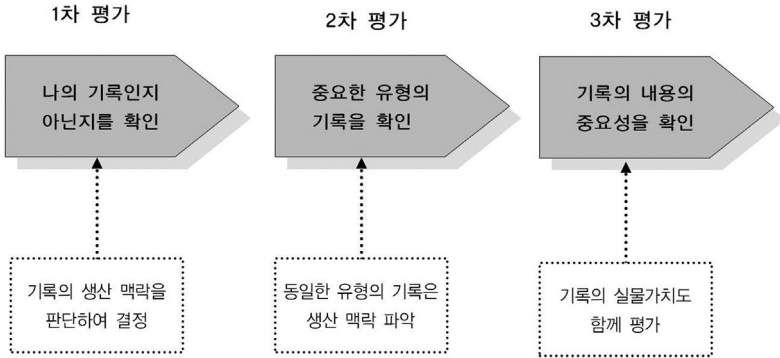 1차 평가
2차 평가
3차 평가
나의 기록인지
아닌지를 확인
중요한 유형의
기록을 확인
기록의 내용의
중요성을 확인
기록의 생산 맥락을
판단하여 결정
동일한 유형의 기록은
생산 맥락 파악
기록의 실물가치도
함께 평가